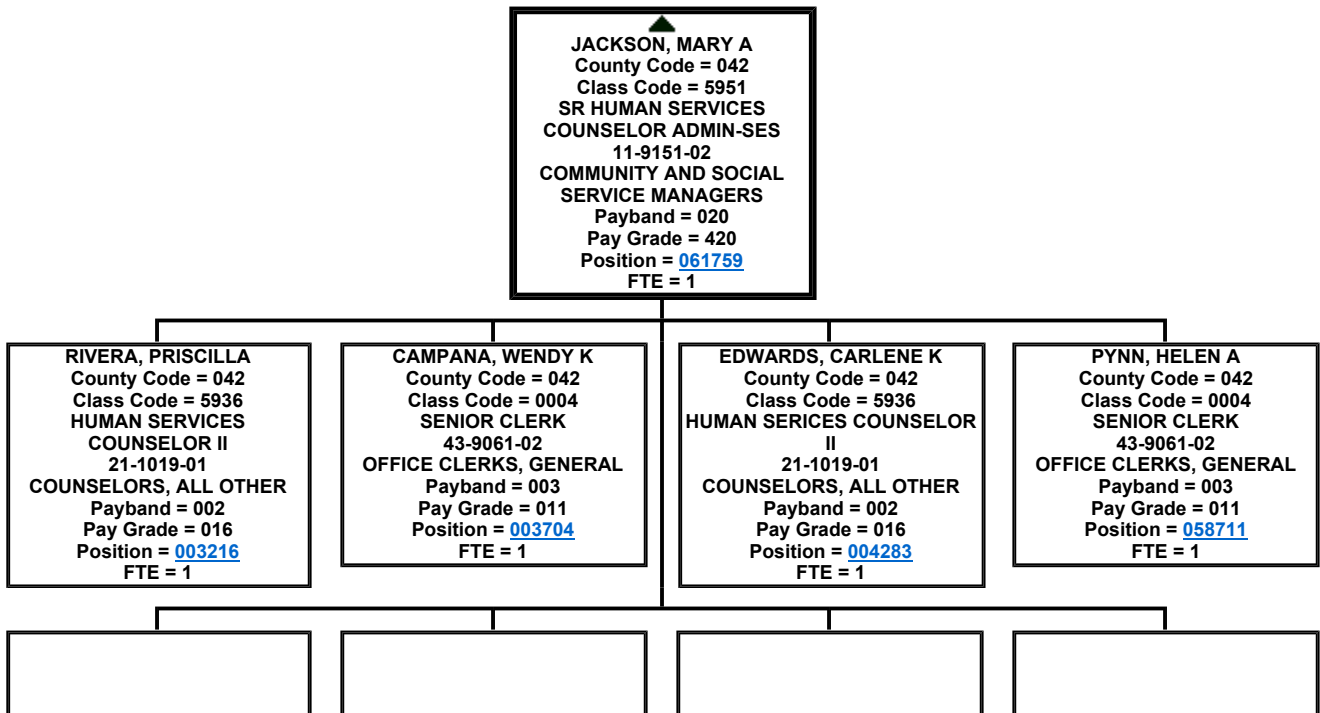 JACKSON, MARY A
County Code = 042
Class Code = 5951
SR HUMAN SERVICES
COUNSELOR ADMIN-SES
11-9151-02
COMMUNITY AND SOCIAL
SERVICE MANAGERS
Payband = 020
Pay Grade = 420
Position = 061759
FTE = 1
RIVERA, PRISCILLA
County Code = 042
Class Code = 5936
HUMAN SERVICES
COUNSELOR II
21-1019-01
COUNSELORS, ALL OTHER
Payband = 002
Pay Grade = 016
Position = 003216
FTE = 1
CAMPANA, WENDY K
County Code = 042
Class Code = 0004
SENIOR CLERK
43-9061-02
OFFICE CLERKS, GENERAL
Payband = 003
Pay Grade = 011
Position = 003704
FTE = 1
EDWARDS, CARLENE K
County Code = 042
Class Code = 5936
HUMAN SERICES COUNSELOR
II
21-1019-01
COUNSELORS, ALL OTHER
Payband = 002
Pay Grade = 016
Position = 004283
FTE = 1
PYNN, HELEN A
County Code = 042
Class Code = 0004
SENIOR CLERK
43-9061-02
OFFICE CLERKS, GENERAL
Payband = 003
Pay Grade = 011
Position = 058711
FTE = 1